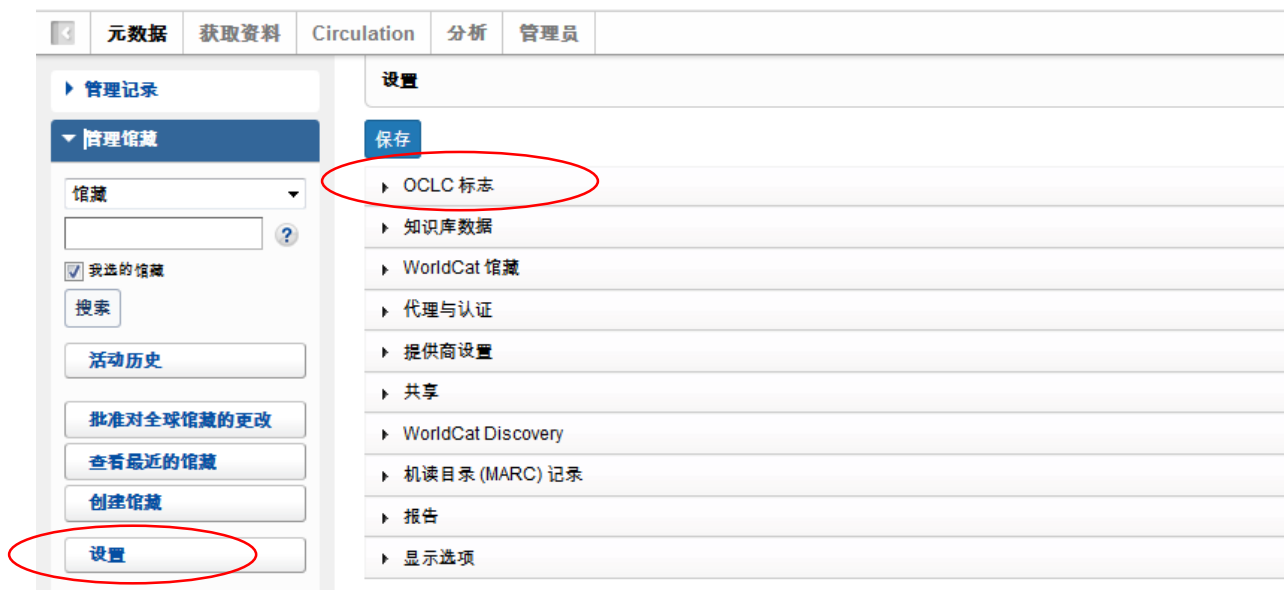 元数据 获取资料 Circulation 分析 管理员
管理记录
管理馆藏
馆藏
?
我选的馆藏
搜索
活动历史
批准对全球馆藏的更改
查看最近的馆藏
创建馆藏
设置
设置
保存
OCLC 标志
知识库数据
WorldCat 馆藏
代理与认证
提供商设置
共享
WorldCat Discovery
机读目录 (MARC) 记录
报告
显示选项